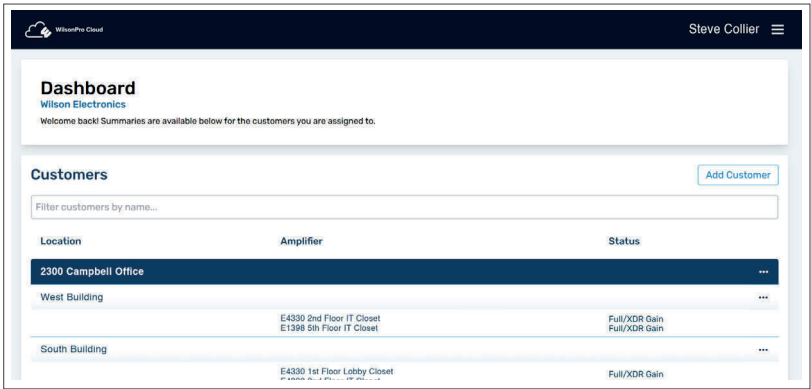 WilsonPro Cloud
Steve Collier
Dashboard
Wilson Electronics
Welcome back! Summaries are available below for the customers you are assigned to.
Customers
Add Customer
Filter customers by name...
Location Amplifier Status
2300 Campbell Office ...
West Building ...
E4330 2nd Floor IT Closet Full/XDR Gain
E1398 5th Floor IT Closet Full/XDR Gain
South Building ...
E4330 1st Floor Lobby Closet Full/XDR Gain